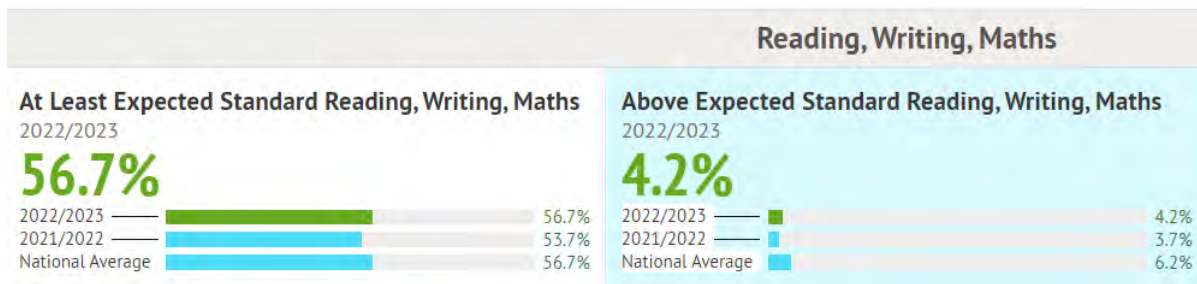 Reading, Writing, Maths
At Least Expected Standard Reading, Writing, Maths
2022/2023
56.7%
2022/2023 56.7%
2021/2022 53.7%
National Average 56.7%
Above Expected Standard Reading, Writing, Maths
2022/2023
4.2%
2022/2023 4.2%
2021/2022 3.7%
National Average 6.2%